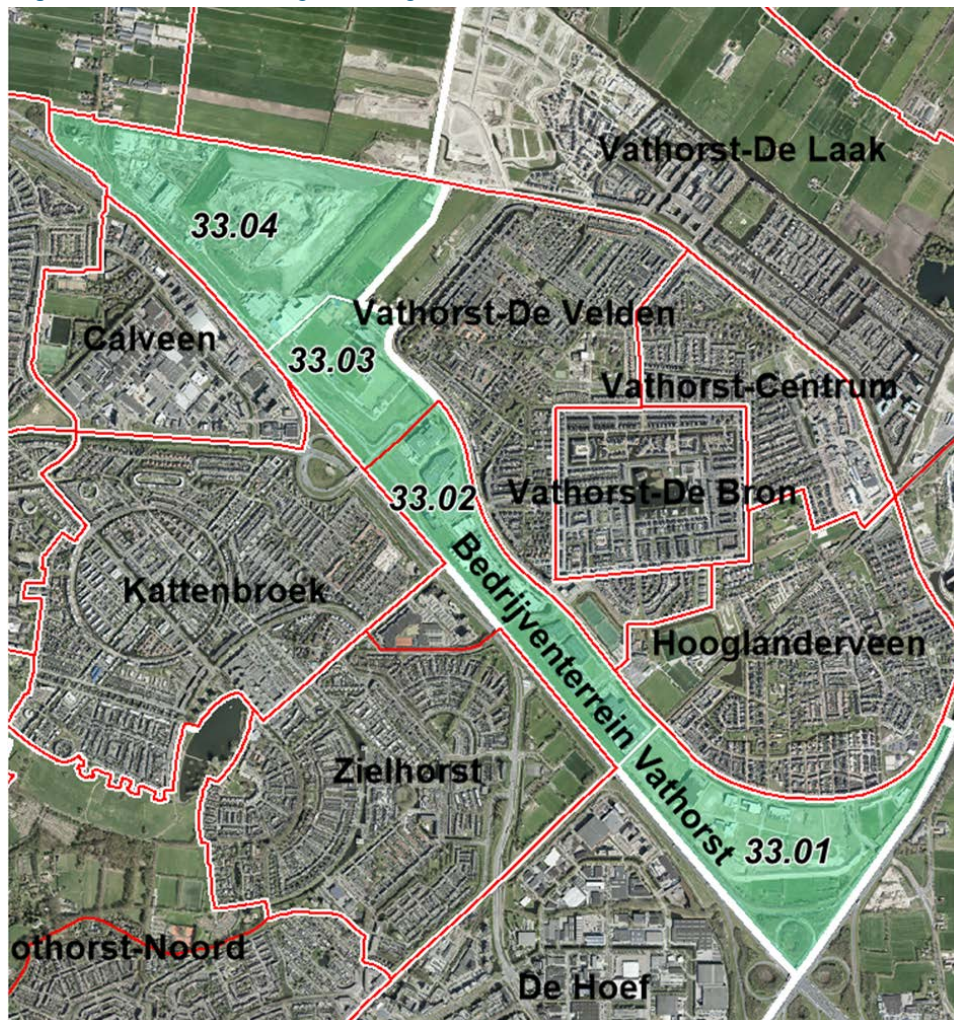 Vathorst-De Laak
33.04
Vathorst-De Velden
Calveen
33.03
Vathorst-Centrum
33.02
Vathorst-De Bron
Bedrijventerrein Vathorst
Kattenbroek
Hooglanderveen
Zielhorst
33.01
othorst-Noord
De Hoef